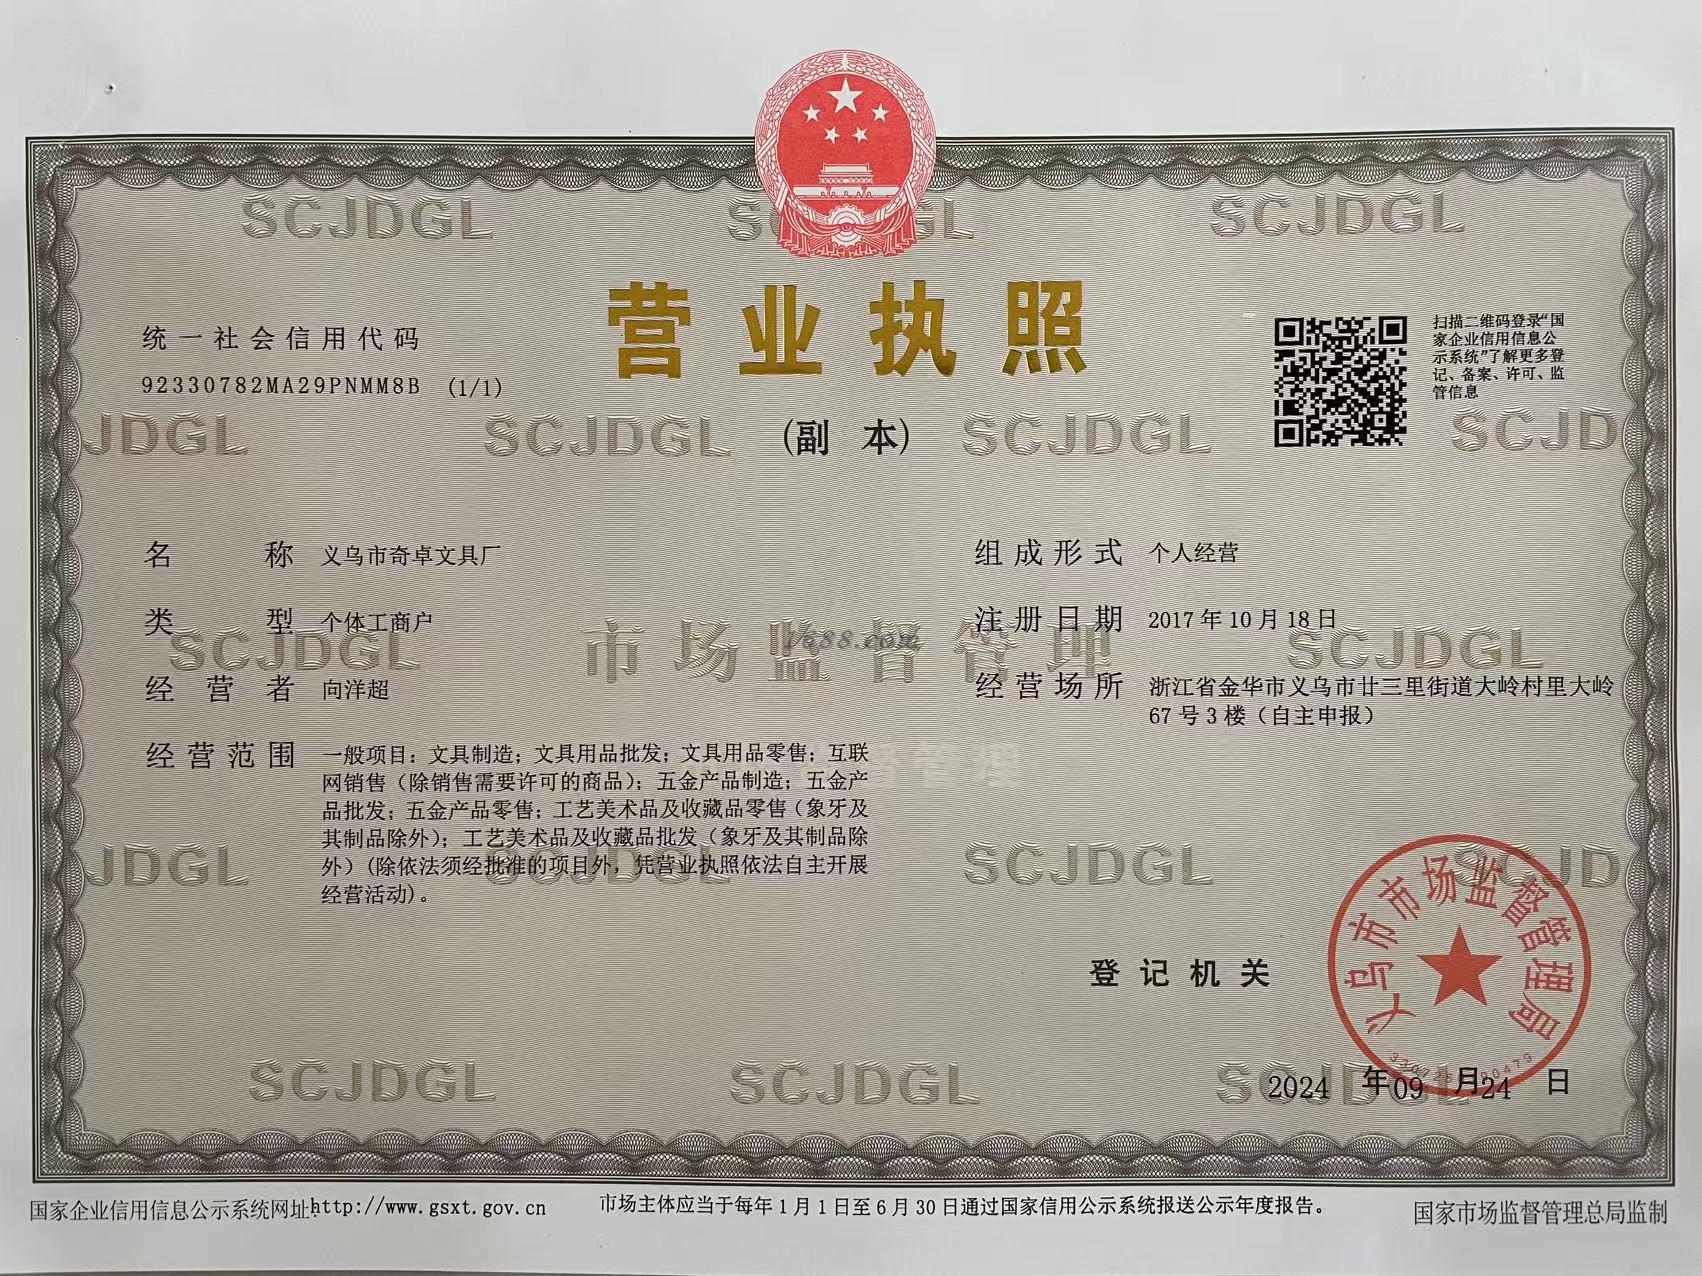 SCJDGL
SCJDGL
营业执照
(副 本)
统一社会信用代码
92330782MA29PNMM8B (1/1)
扫描二维码登录“国
家企业信用信息公
示系统”了解更多登
记、备案、许可、监
管信息
JDGL SCJDGL SCJDGL SCJD
名 称 义乌市奇卓文具厂
组成形式 个人经营
类 型 个体工商户
注册日期 2017年10月18日
SCJDGL 市场监督管理 SCJDGL
1688.com
经营者 向洋超
经营场所 浙江省金华市义乌市廿三里街道大岭村里大岭
67号3楼（自主申报）
经营范围 一般项目：文具制造；文具用品批发；文具用品零售；互联
网销售（除销售需要许可的商品）；五金产品制造；五金产
品批发；五金产品零售；工艺美术品及收藏品零售（象牙及
其制品除外）；工艺美术品及收藏品批发（象牙及其制品除
外）(除依法须经批准的项目外，凭营业执照依法自主开展
经营活动)。
管理
JDGL SCJDGL SCJDGL SCJD
登记机关
义乌市市场监督管理局
2024 年09 月24 日
SCJDGL SCJDGL
国家企业信用信息公示系统网址：http://www.gsxt.gov.cn
市场主体应当于每年1月1日至6月30日通过国家信用公示系统报送公示年度报告。
国家市场监督管理总局监制